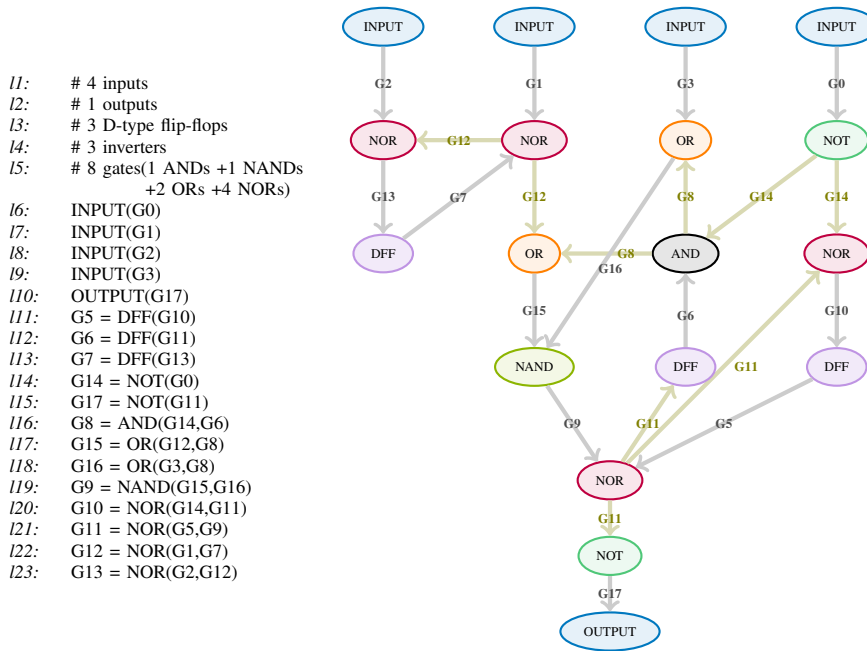 l1: # 4 inputs
l2: # 1 outputs
l3: # 3 D-type flip-flops
l4: # 3 inverters
l5: # 8 gates(1 ANDs +1 NANDs
+2 ORs +4 NORs)
l6: INPUT(G0)
l7: INPUT(G1)
l8: INPUT(G2)
l9: INPUT(G3)
l10: OUTPUT(G17)
l11: G5 = DFF(G10)
l12: G6 = DFF(G11)
l13: G7 = DFF(G13)
l14: G14 = NOT(G0)
l15: G17 = NOT(G11)
l16: G8 = AND(G14,G6)
l17: G15 = OR(G12,G8)
l18: G16 = OR(G3,G8)
l19: G9 = NAND(G15,G16)
l20: G10 = NOR(G14,G11)
l21: G11 = NOR(G5,G9)
l22: G12 = NOR(G1,G7)
l23: G13 = NOR(G2,G12)
INPUT INPUT INPUT INPUT
G2 G1 G3 G0
NOR G12 NOR OR NOT
G13 G7 G12 G8 G14 G14
DFF OR G8 AND NOR
G16
G15 G6 G10
NAND DFF G11 DFF
G9 G11 G5
NOR
G11
NOT
G17
OUTPUT